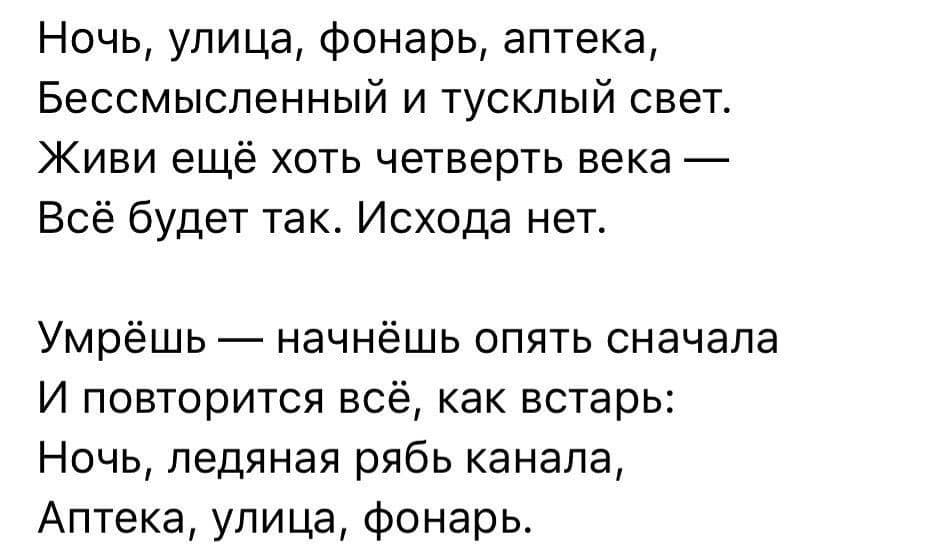 Ночь, улица, фонарь, аптека,
Бессмысленный и тусклый свет.
Живи ещё хоть четверть века —
Всё будет так. Исхода нет.

Умрёшь — начнёшь опять сначала
И повторится всё, как встарь:
Ночь, ледяная рябь канала,
Аптека, улица, фонарь.